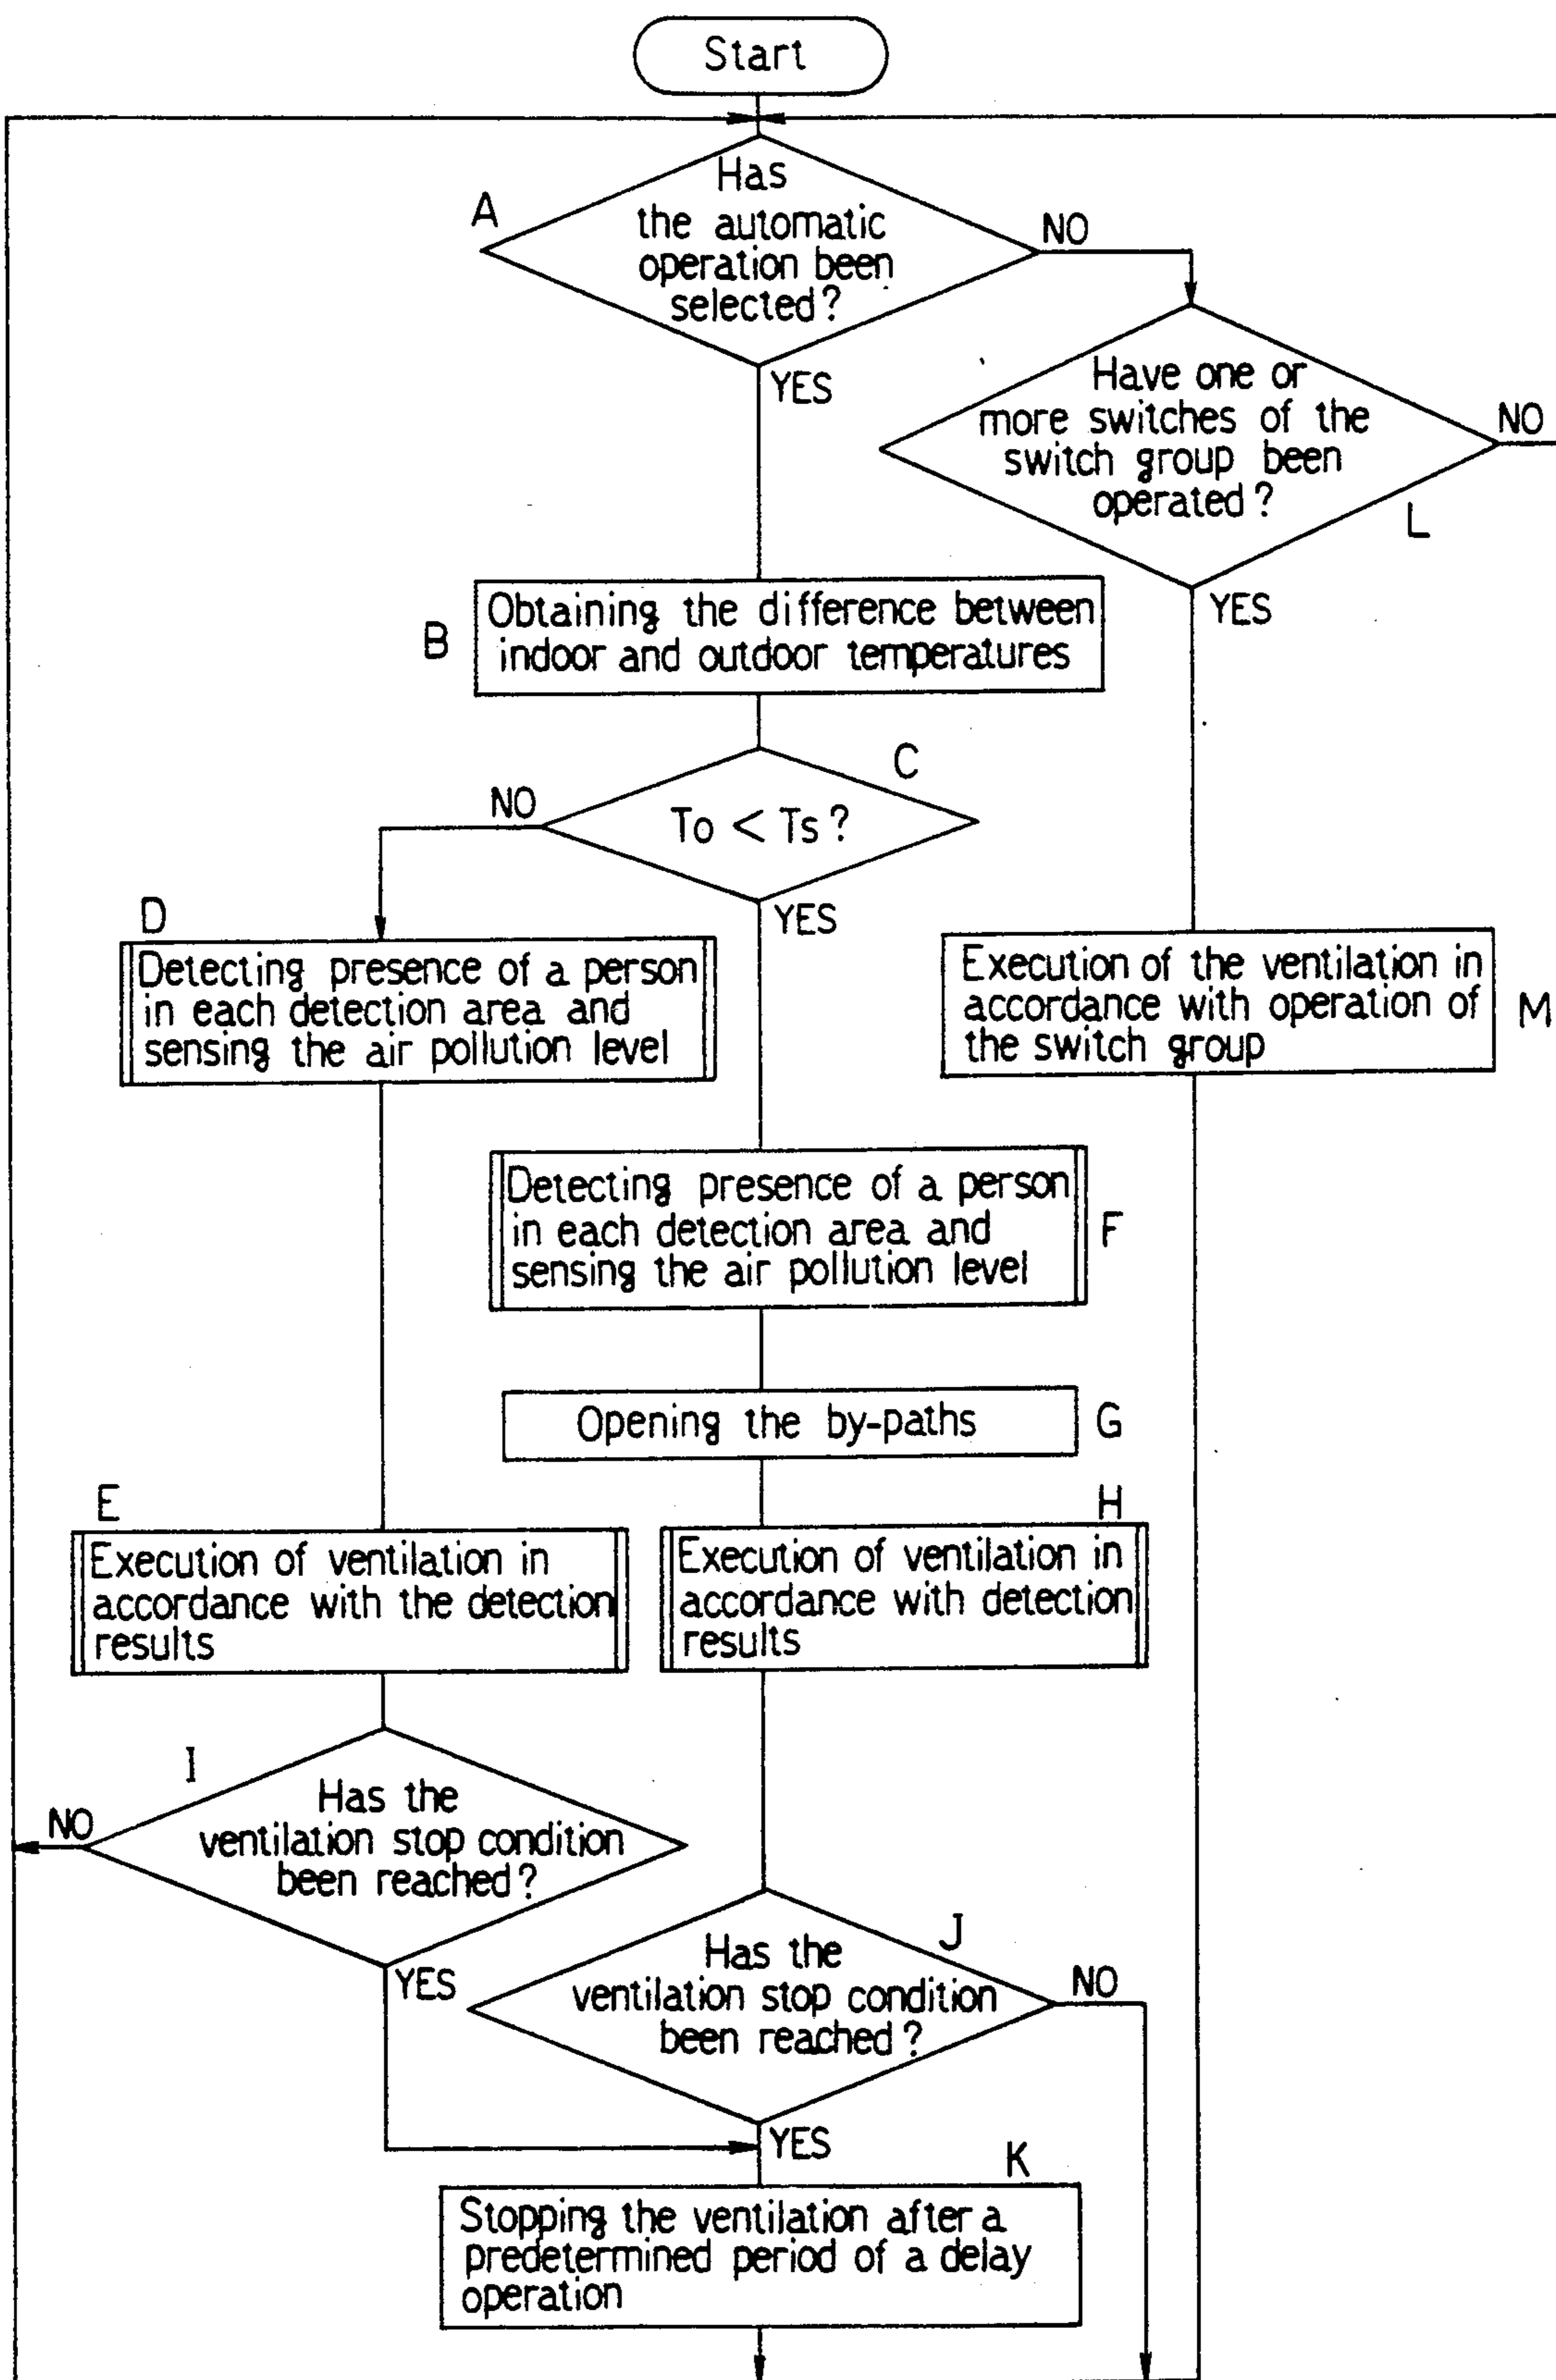 Start
Has
the automatic
operation been
selected?
A
NO
YES
Have one or
more switches of the
switch group been
operated?
NO
L
YES
Obtaining the difference between
indoor and outdoor temperatures
B
C
To < Ts?
NO
YES
D
Detecting presence of a person
in each detection area and
sensing the air pollution level
Execution of the ventilation in
accordance with operation of
the switch group
M
Detecting presence of a person
in each detection area and
sensing the air pollution level
F
Opening the by-paths
G
E
Execution of ventilation in
accordance with the detection
results
H
Execution of ventilation in
accordance with detection
results
I
Has the
ventilation stop condition
been reached?
NO
YES
J
Has the
ventilation stop condition
been reached?
NO
YES
K
Stopping the ventilation after a
predetermined period of a delay
operation